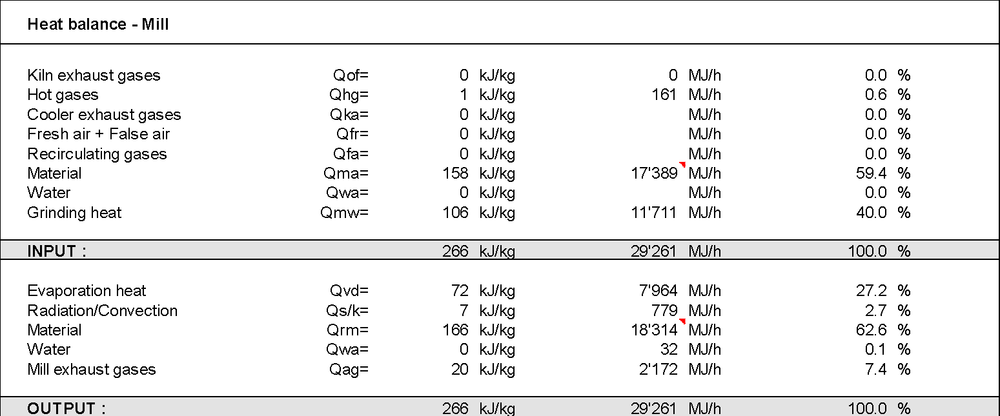 Heat balance - Mill
Kiln exhaust gases Qof= 0 kJ/kg 0 MJ/h 0.0 %
Hot gases Qhg= 1 kJ/kg 161 MJ/h 0.6 %
Cooler exhaust gases Qka= 0 kJ/kg MJ/h 0.0 %
Fresh air + False air Qfr= 0 kJ/kg MJ/h 0.0 %
Recirculating gases Qfa= 0 kJ/kg MJ/h 0.0 %
Material Qma= 158 kJ/kg 17'389 MJ/h 59.4 %
Water Qwa= 0 kJ/kg MJ/h 0.0 %
Grinding heat Qmw= 106 kJ/kg 11'711 MJ/h 40.0 %
INPUT : 266 kJ/kg 29'261 MJ/h 100.0 %
Evaporation heat Qvd= 72 kJ/kg 7'964 MJ/h 27.2 %
Radiation/Convection Qs/k= 7 kJ/kg 779 MJ/h 2.7 %
Material Qrm= 166 kJ/kg 18'314 MJ/h 62.6 %
Water Qwa= 0 kJ/kg 32 MJ/h 0.1 %
Mill exhaust gases Qag= 20 kJ/kg 2'172 MJ/h 7.4 %
OUTPUT : 266 kJ/kg 29'261 MJ/h 100.0 %